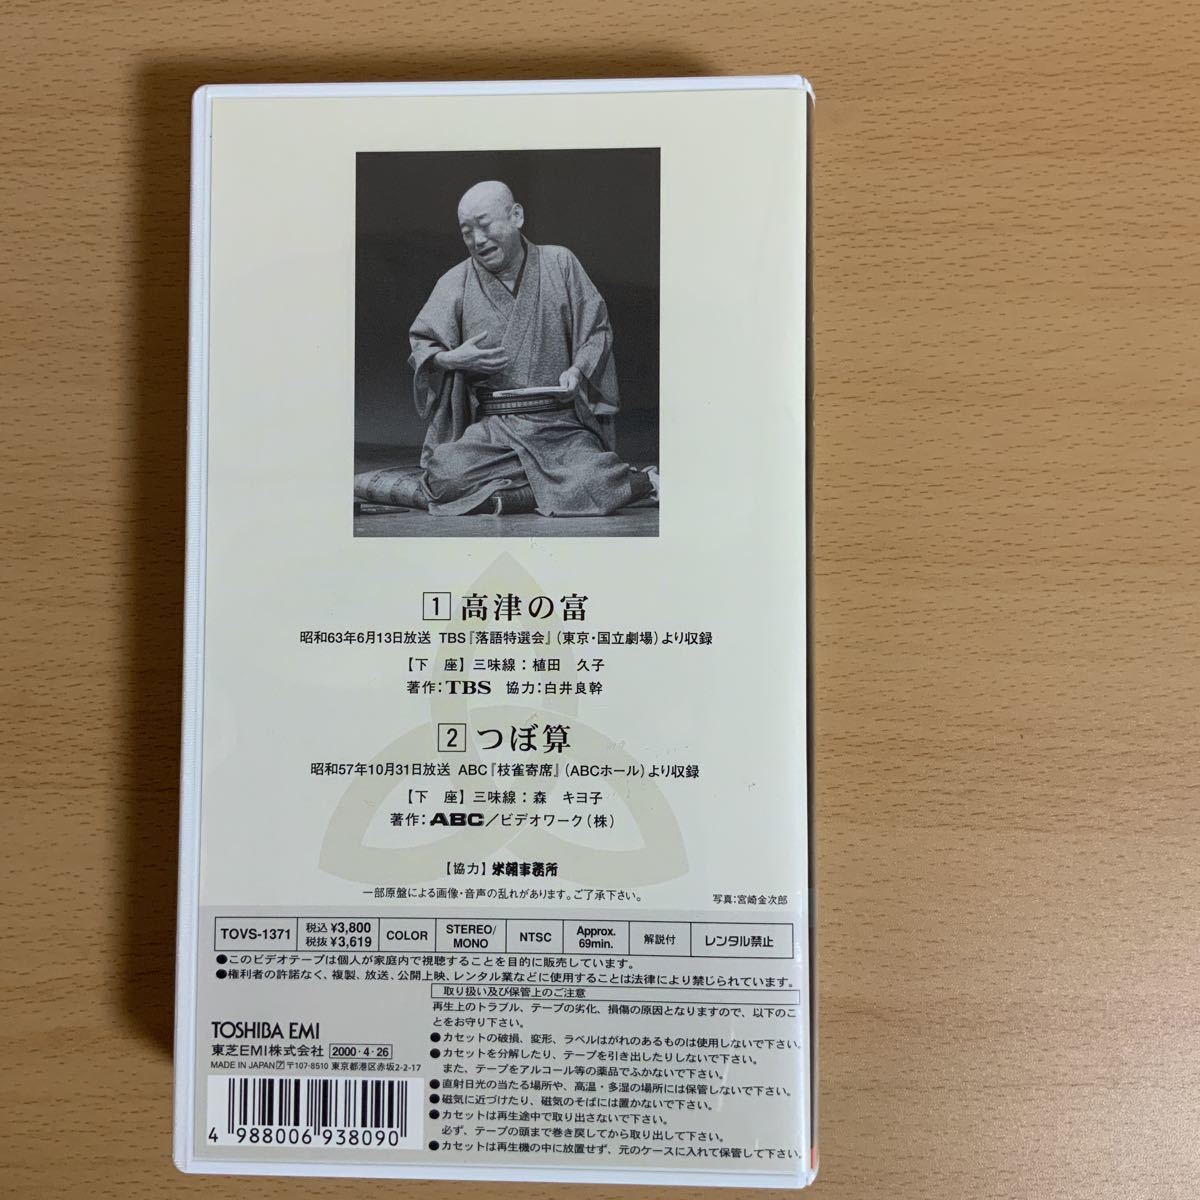 1 高津の富
昭和63年6月13日放送 TBS『落語特選会』（東京・国立劇場）より収録
【下 座】三味線：植田 久子
著作：TBS 協力：白井良幹
2 つぼ算
昭和57年10月31日放送 ABC『枝雀寄席』（ABCホール）より収録
【下 座】三味線：森 キヨ子
著作：ABC／ビデオワーク（株）
【協力】米朝事務所
一部原盤による画像・音声の乱れがあります。ご了承下さい。
写真：宮崎金次郎
TOVS-1371 税込 ¥3,800 税抜 ¥3,619 COLOR STEREO/MONO NTSC Approx. 69min. 解説付 レンタル禁止
●このビデオテープは個人が家庭内で視聴することを目的に販売しています。
●権利者の許諾なく、複製、放送、公開上映、レンタル業などに使用することは法律により禁じられています。
取り扱い及び保管上のご注意
再生上のトラブル、テープの劣化、損傷の原因となりますので、以下のこ
とをお守り下さい。
●カセットの破損、変形、ラベルはがれのあるものは使用しないで下さい。
●カセットを分解したり、テープを引き出したりしないで下さい。
また、テープをアルコール等の薬品でふかないで下さい。
●直射日光の当たる場所や、高温・多湿の場所には保管しないで下さい。
●磁気に近づけたり、磁気のそばには置かないで下さい。
●カセットは再生途中で取り出さないで下さい。
必ず、テープの頭まで巻き戻してから取り出して下さい。
●カセットは再生機の中に放置せず、元のケースに入れて保管して下さい。
TOSHIBA EMI
東芝EMI株式会社 2000・4・26
MADE IN JAPAN 〒107-8510 東京都港区赤坂2-2-17
4 988006 938090